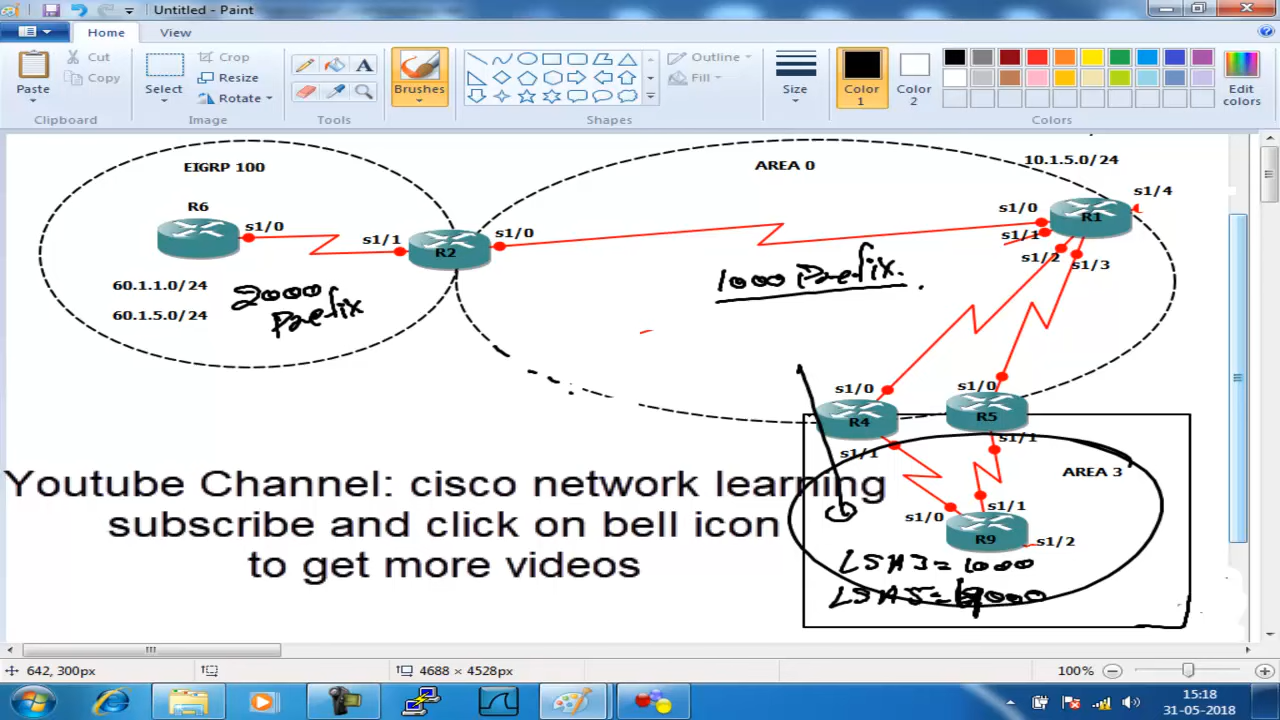 Untitled - Paint
Home
View
Paste
Cut
Copy
Clipboard
Select
Crop
Resize
Rotate
Image
Tools
Brushes
Shapes
Outline
Fill
Size
Color 1
Color 2
Colors
Edit colors
EIGRP 100
R6
s1/0
s1/1
R2
s1/0
60.1.1.0/24
60.1.5.0/24
2000
Prefix
AREA 0
1000 Prefix.
10.1.5.0/24
s1/4
s1/0
R1
s1/1
s1/2
s1/3
s1/0
s1/0
R4
R5
s1/1
s1/1
AREA 3
s1/0
s1/1
R9
s1/2
LSA3=1000
Youtube Channel: cisco network learning
subscribe and click on bell icon
to get more videos
642, 300px
4688 × 4528px
100%
15:18
31-05-2018